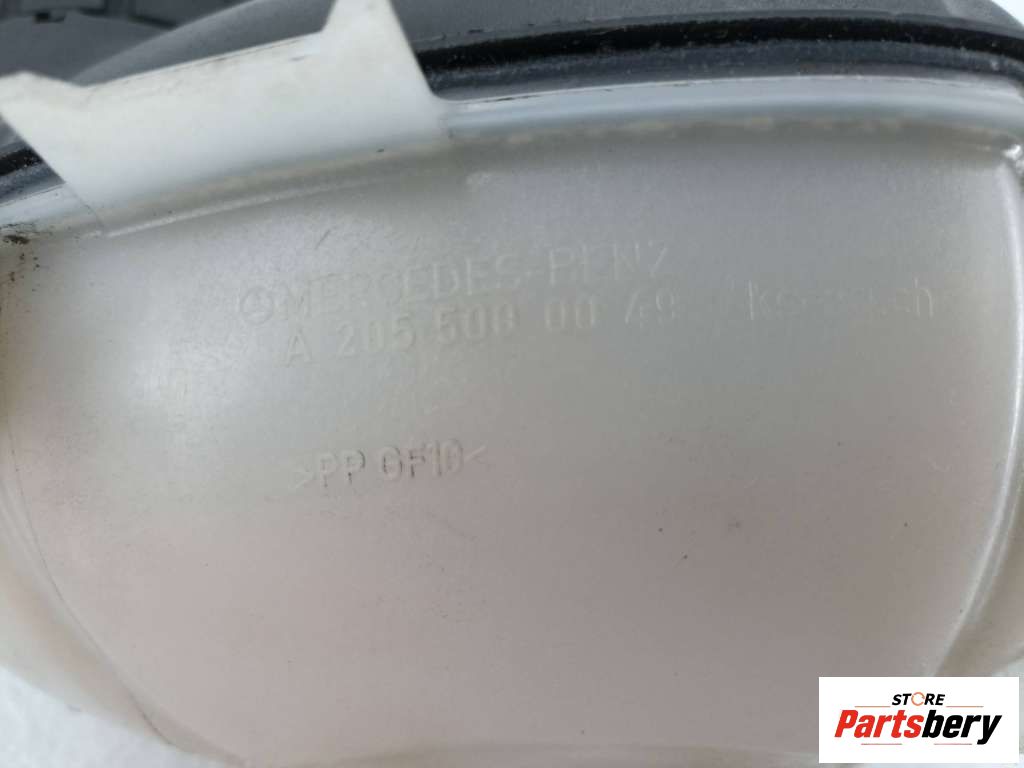 MERCEDES-BENZ
A 205 500 00 49
>PP GF10<
STORE
Partsbery